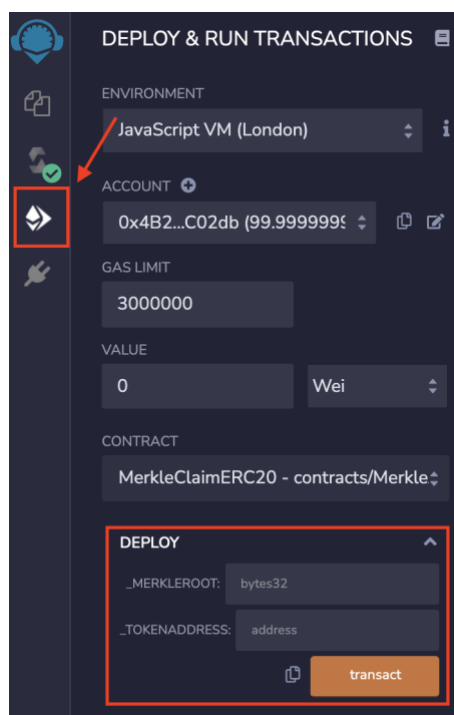 DEPLOY & RUN TRANSACTIONS
ENVIRONMENT
JavaScript VM (London)
i
ACCOUNT
0x4B2...C02db (99.9999999
GAS LIMIT
3000000
VALUE
0 Wei
CONTRACT
MerkleClaimERC20 - contracts/Merkle
DEPLOY
_MERKLEROOT: bytes32
_TOKENADDRESS: address
transact